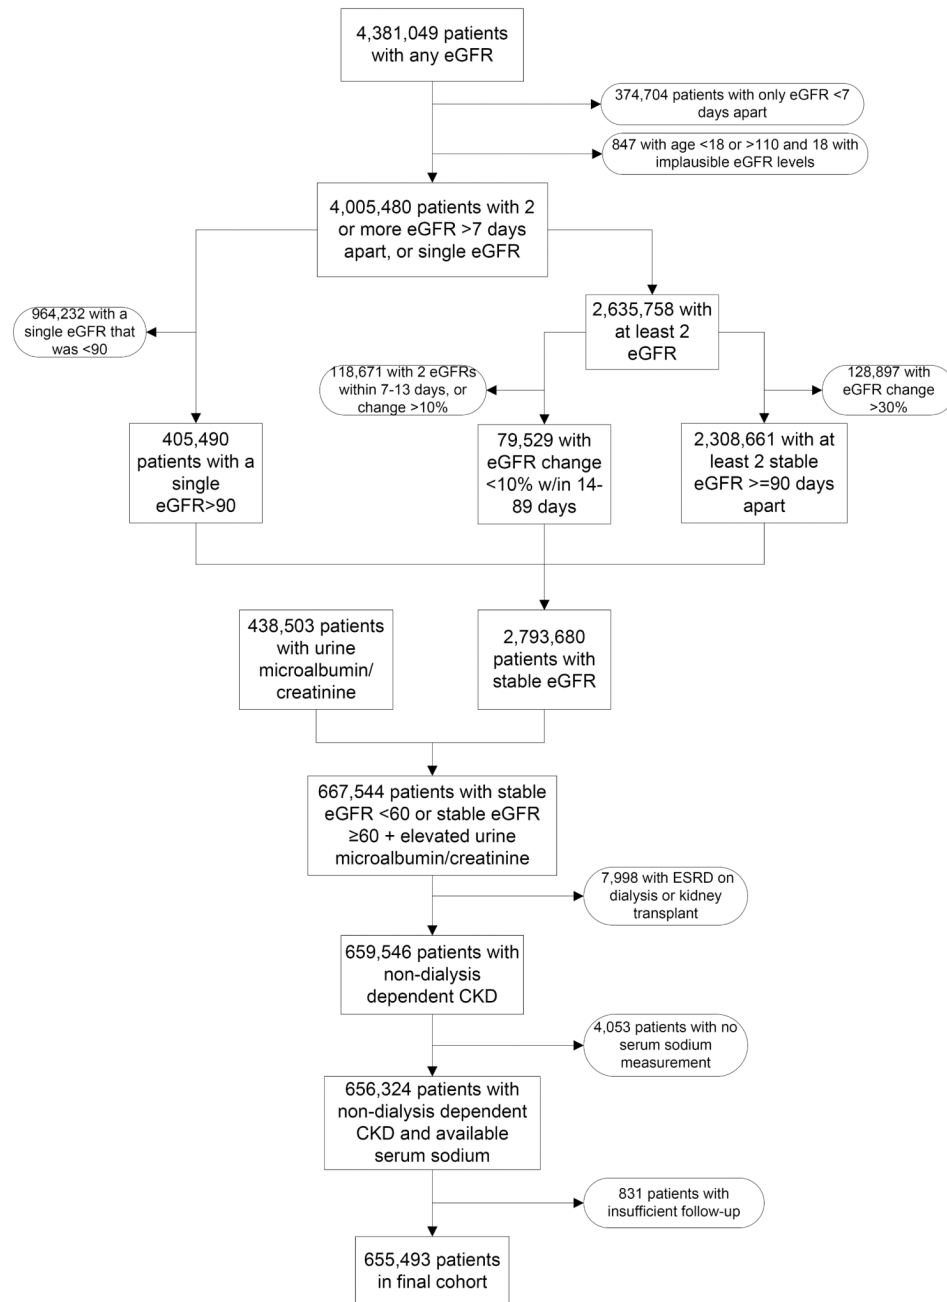 4,381,049 patients
with any eGFR
374,704 patients with only eGFR <7
days apart
847 with age <18 or >110 and 18 with
implausible eGFR levels
4,005,480 patients with 2
or more eGFR >7 days
apart, or single eGFR
964,232 with a
single eGFR that
was <90
2,635,758 with
at least 2
eGFR
118,671 with 2 eGFRs
within 7-13 days, or
change >10%
128,897 with
eGFR change
>30%
405,490
patients with a
single
eGFR>90
79,529 with
eGFR change
<10% w/in 14-
89 days
2,308,661 with at
least 2 stable
eGFR >=90 days
apart
438,503 patients
with urine
microalbumin/
creatinine
2,793,680
patients with
stable eGFR
667,544 patients with stable
eGFR <60 or stable eGFR
≥60 + elevated urine
microalbumin/creatinine
7,998 with ESRD on
dialysis or kidney
transplant
659,546 patients with
non-dialysis
dependent CKD
4,053 patients with no
serum sodium
measurement
656,324 patients with
non-dialysis dependent
CKD and available
serum sodium
831 patients with
insufficient follow-up
655,493 patients
in final cohort